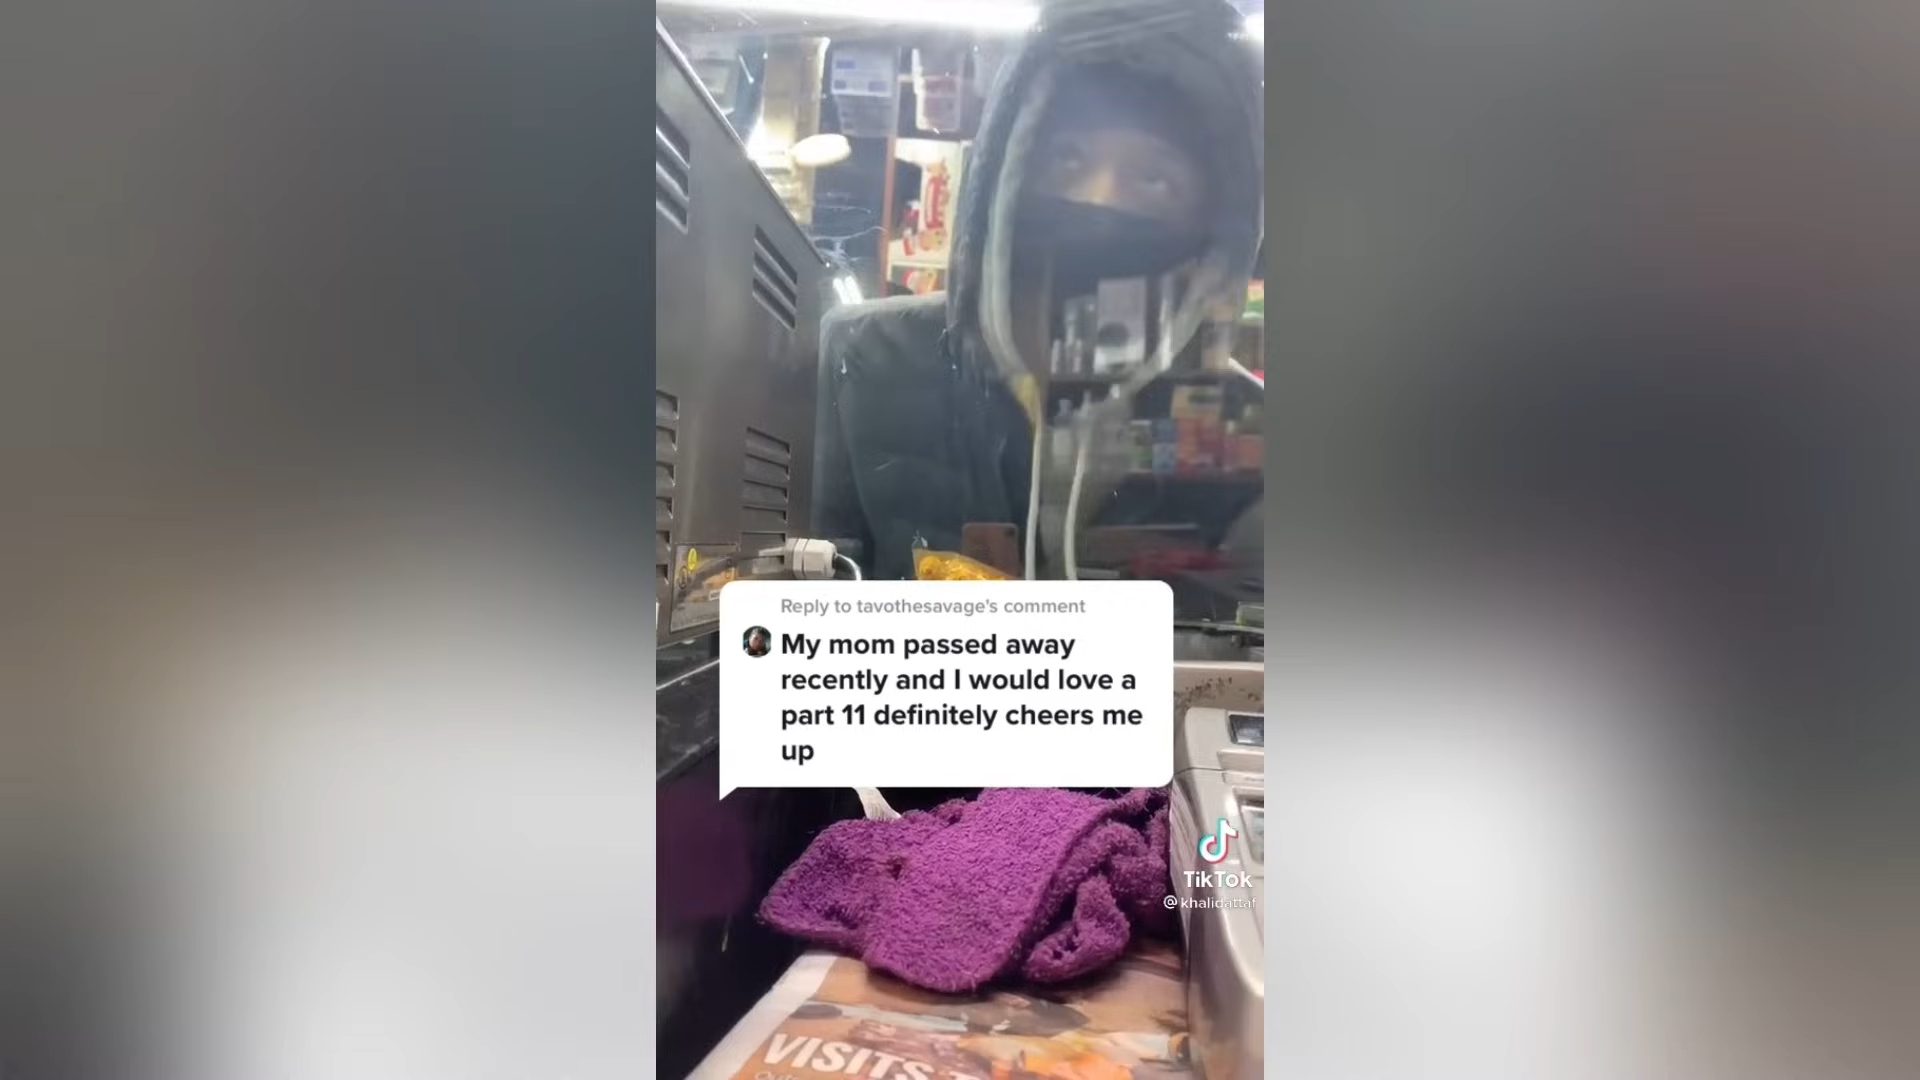 Reply to tavothesavage's comment
My mom passed away
recently and I would love a
part 11 definitely cheers me
up
TikTok
@khalidattaf
VISITS